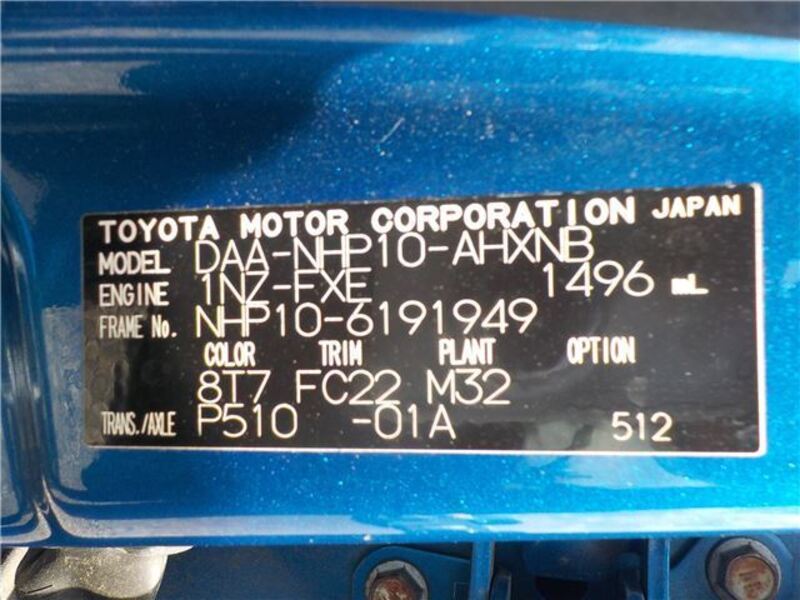 TOYOTA MOTOR CORPORATION JAPAN
MODEL DAA-NHP10-AHXNB
ENGINE 1NZ-FXE 1496 mL
FRAME No. NHP10-6191949
COLOR TRIM PLANT OPTION
8T7 FC22 M32
TRANS./AXLE P510 -01A 512